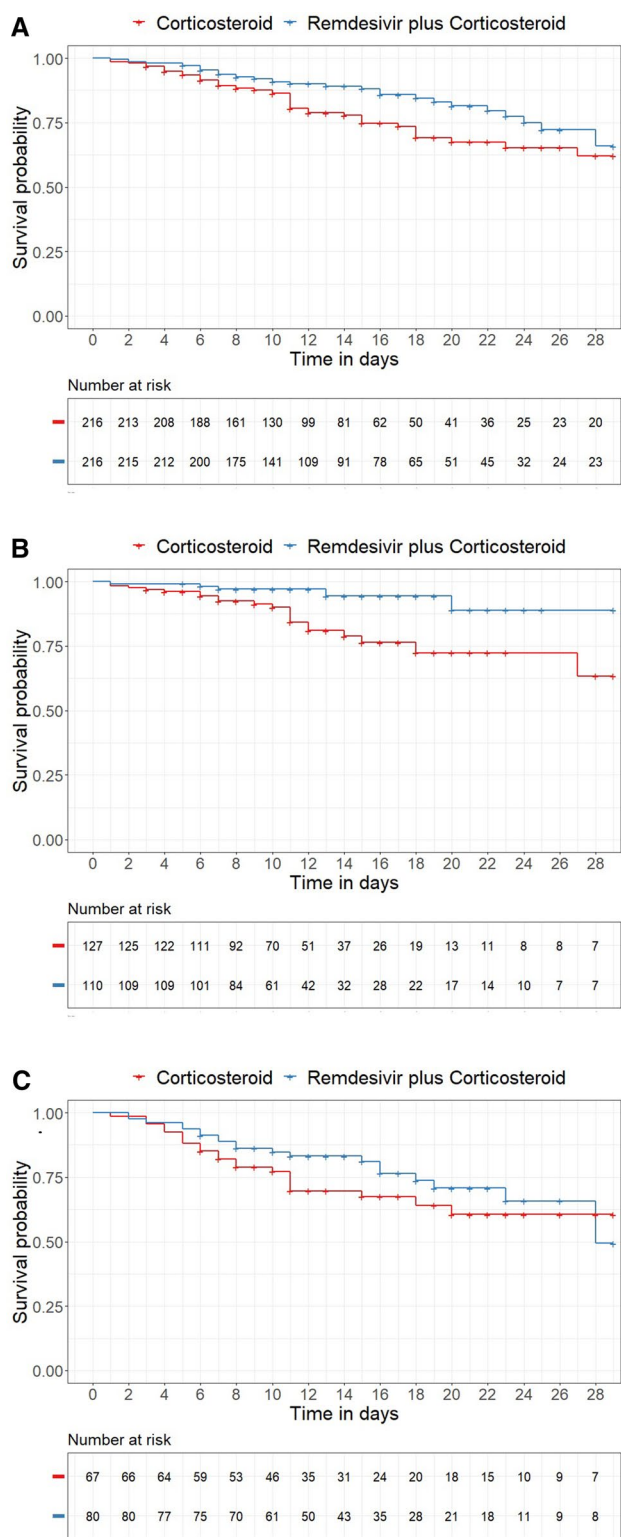 A
Corticosteroid Remdesivir plus Corticosteroid
1.00
0.75
0.50
0.25
0.00
Survival probability
0 2 4 6 8 10 12 14 16 18 20 22 24 26 28
Time in days
Number at risk
216 213 208 188 161 130 99 81 62 50 41 36 25 23 20
216 215 212 200 175 141 109 91 78 65 51 45 32 24 23
B
Corticosteroid Remdesivir plus Corticosteroid
1.00
0.75
0.50
0.25
0.00
Survival probability
0 2 4 6 8 10 12 14 16 18 20 22 24 26 28
Time in days
Number at risk
127 125 122 111 92 70 51 37 26 19 13 11 8 8 7
110 109 109 101 84 61 42 32 28 22 17 14 10 7 7
C
Corticosteroid Remdesivir plus Corticosteroid
1.00
0.75
0.50
0.25
0.00
Survival probability
0 2 4 6 8 10 12 14 16 18 20 22 24 26 28
Time in days
Number at risk
67 66 64 59 53 46 35 31 24 20 18 15 10 9 7
80 80 77 75 70 61 50 43 35 28 21 18 11 9 8